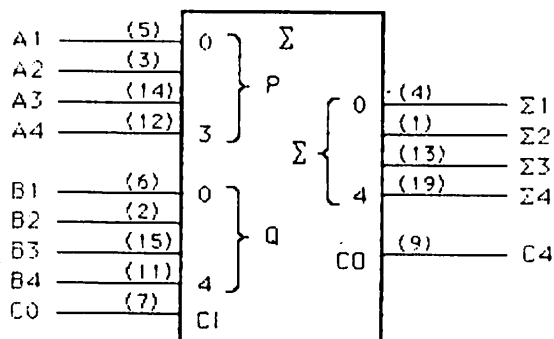 A1 (5) 0 Σ
A2 (3) P
A3 (14)
A4 (12) 3
0 (4) Σ1
Σ (1) Σ2
(13) Σ3
4 (19) Σ4
B1 (6) 0
B2 (2) Q
B3 (15)
B4 (11) 4
C0 (7) CI
CO (9) C4